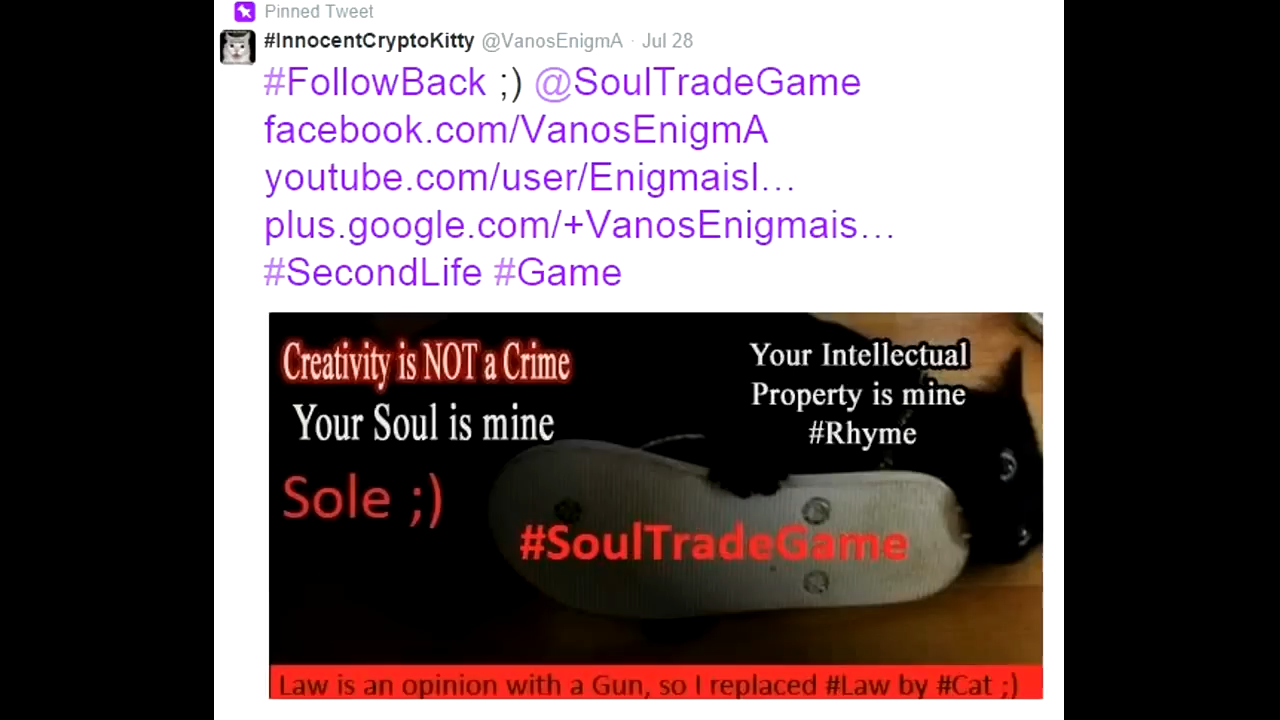 Pinned Tweet
#InnocentCryptoKitty @VanosEnigmA · Jul 28
#FollowBack ;) @SoulTradeGame
facebook.com/VanosEnigmA
youtube.com/user/EnigmaisI…
plus.google.com/+VanosEnigmais…
#SecondLife #Game
Creativity is NOT a Crime
Your Soul is mine
Sole ;)
Your Intellectual
Property is mine
#Rhyme
#SoulTradeGame
Law is an opinion with a Gun, so I replaced #Law by #Cat ;)